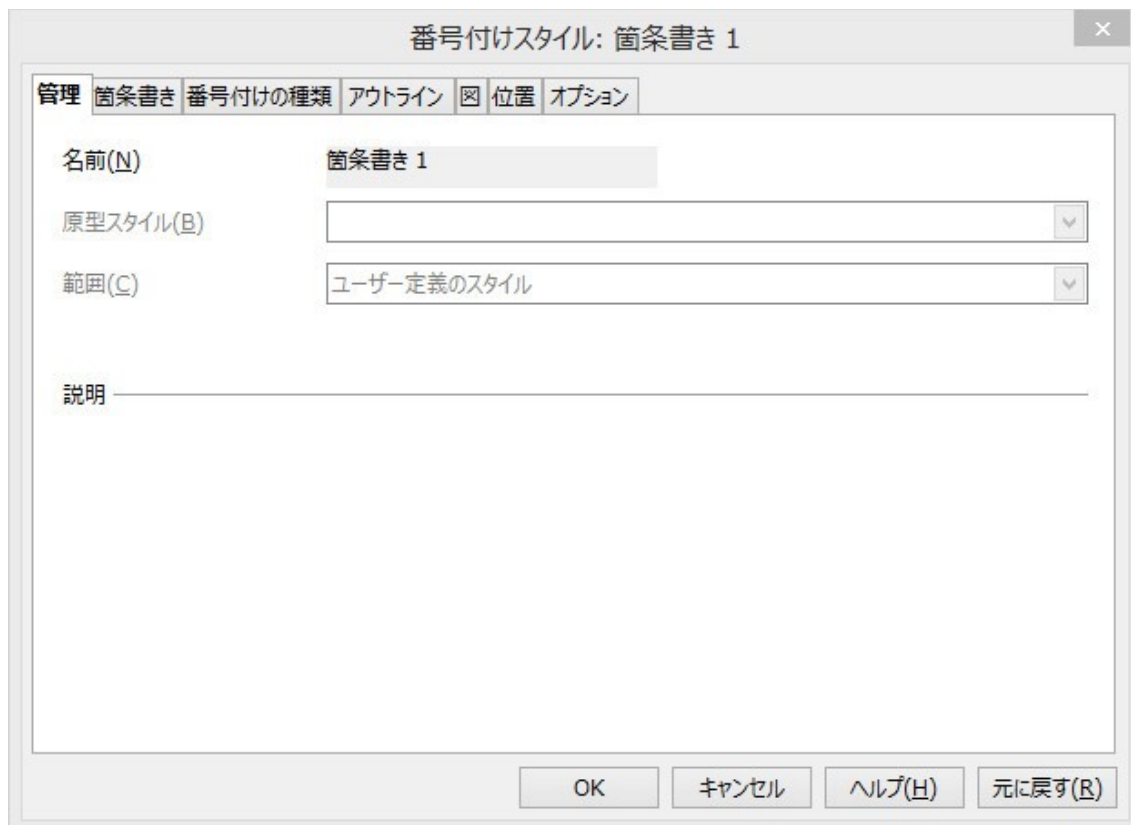 番号付けスタイル: 箇条書き 1
管理 箇条書き 番号付けの種類 アウトライン 図 位置 オプション
名前(N) 箇条書き 1
原型スタイル(B)
範囲(C) ユーザー定義のスタイル
説明
OK キャンセル ヘルプ(H) 元に戻す(R)